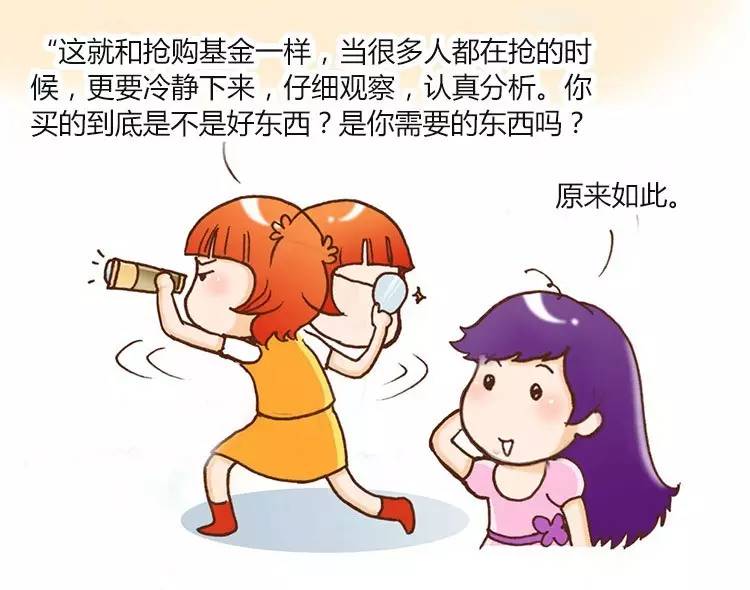 “这就和抢购基金一样，当很多人都在抢的时
候，更要冷静下来，仔细观察，认真分析。你
买的到底是不是好东西？是你需要的东西吗？
原来如此。